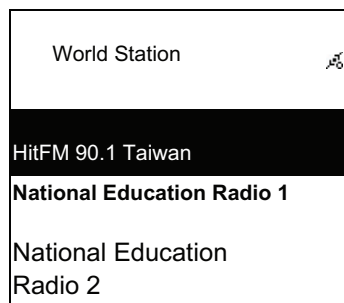 World Station
HitFM 90.1 Taiwan
National Education Radio 1
National Education
Radio 2